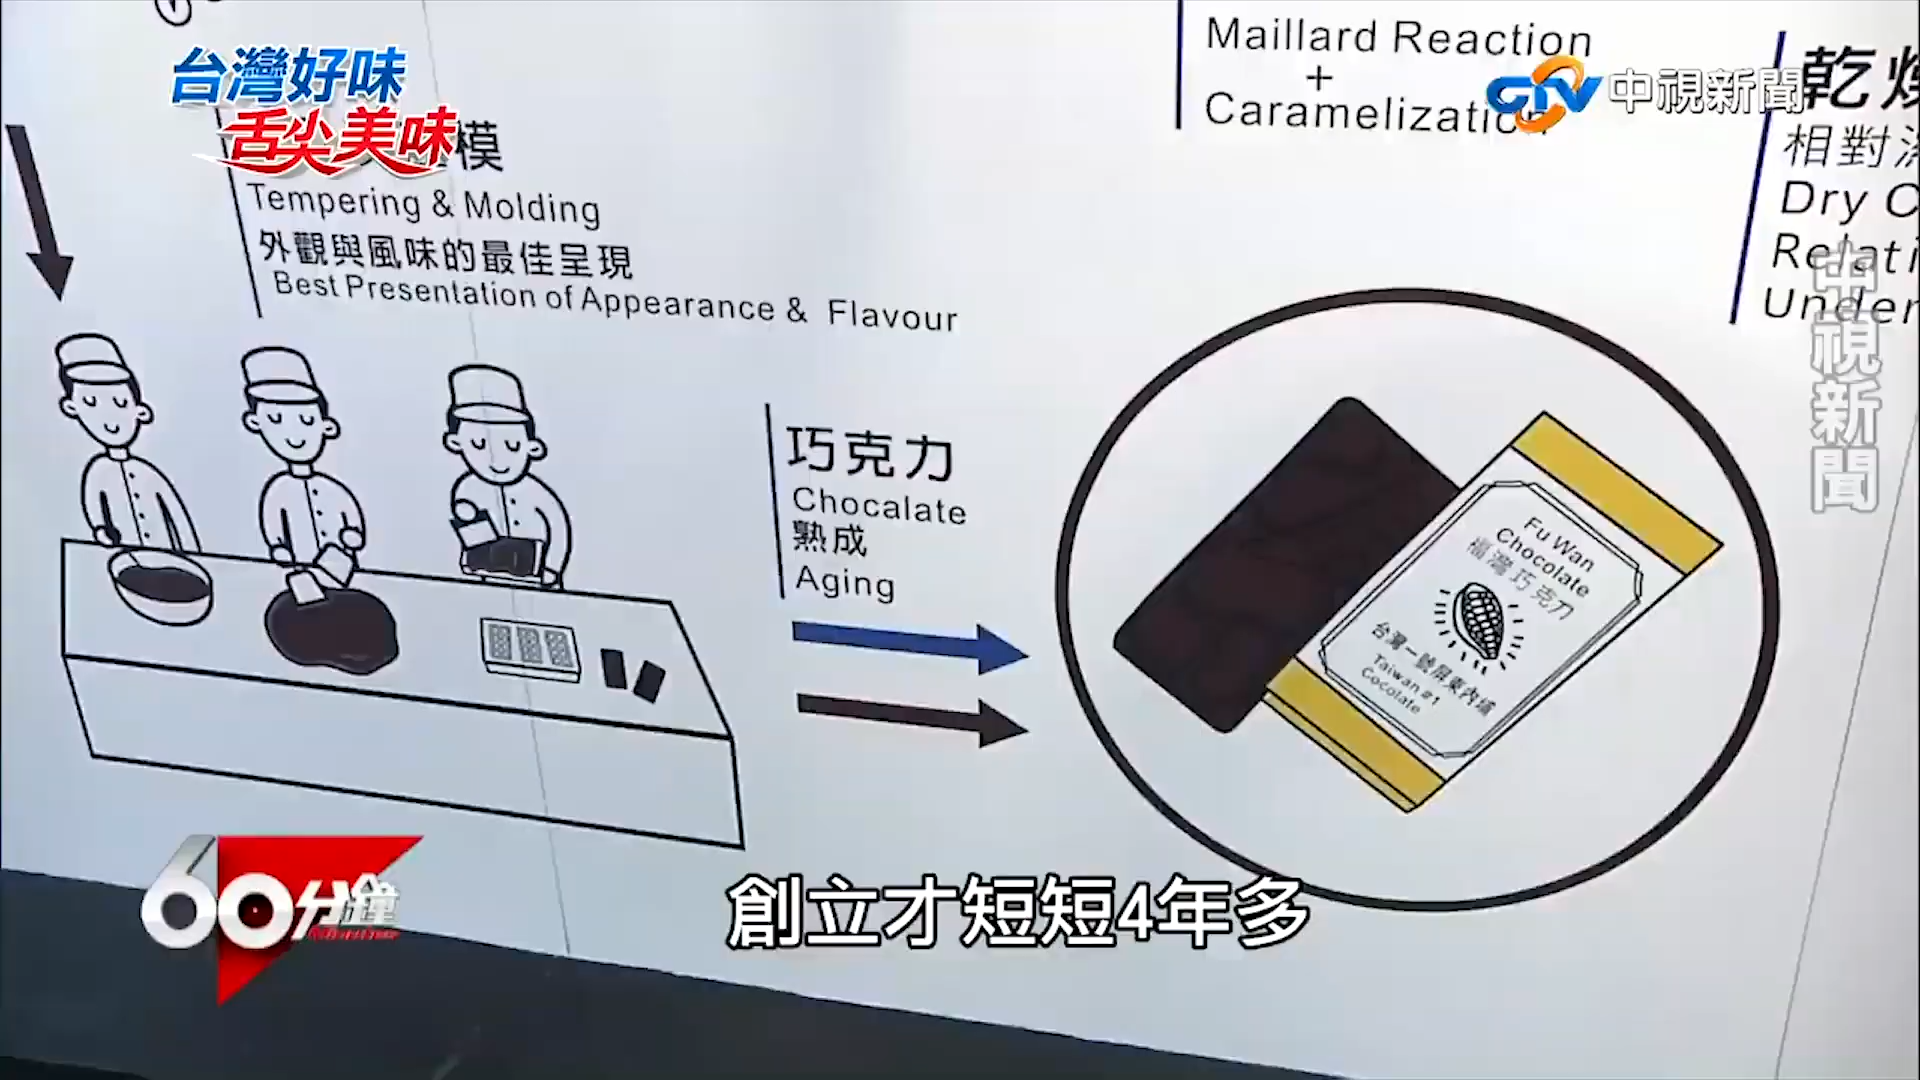 台灣好味
舌尖美味
模
Tempering & Molding
外觀與風味的最佳呈現
Best Presentation of Appearance & Flavour
Maillard Reaction
+
Caramelization
CTV 中視新聞
相對
Dry
中視新聞
巧克力
Chocalate
熟成
Aging
Fu Wan
Chocolate
福灣巧克力
台灣一號屏東內埔
Taiwan #1
Cocolate
60分鐘
創立才短短4年多